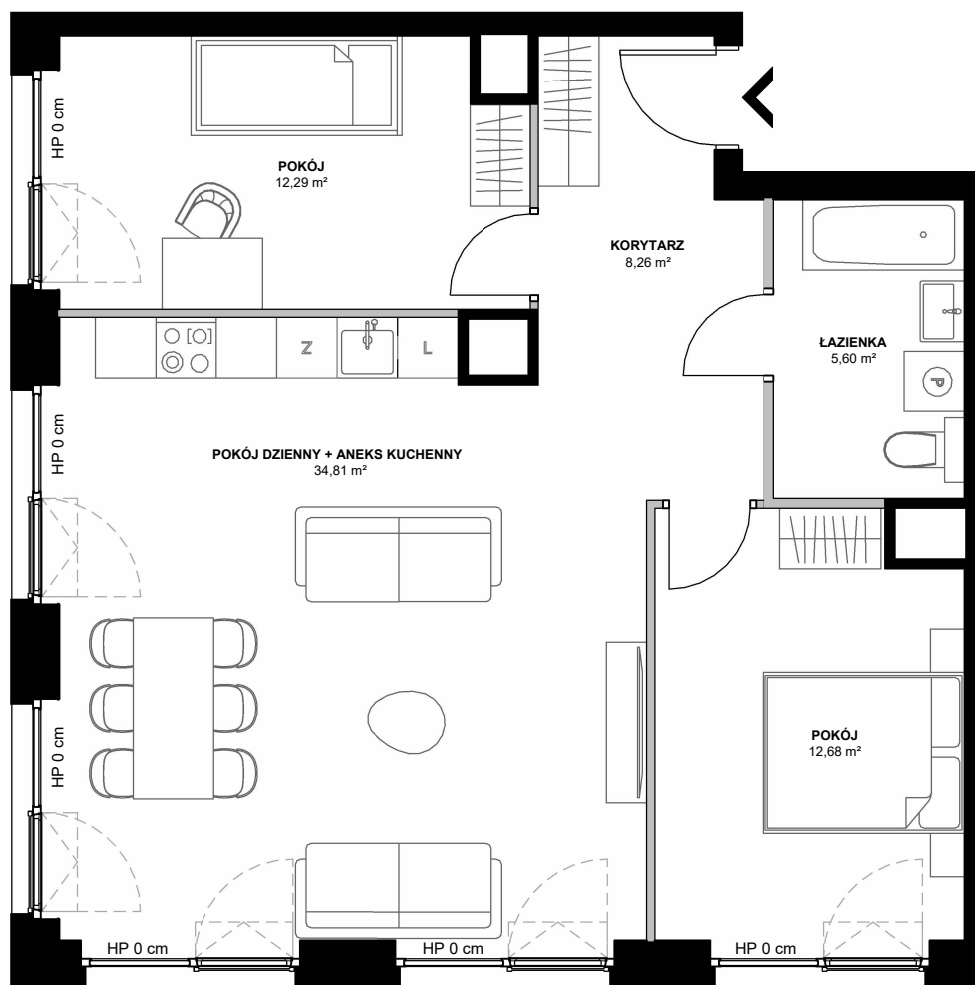 HP 0 cm
POKÓJ
12,29 m²
KORYTARZ
8,26 m²
ŁAZIENKA
5,60 m²
P
Z
L
HP 0 cm
POKÓJ DZIENNY + ANEKS KUCHENNY
34,81 m²
HP 0 cm
POKÓJ
12,68 m²
HP 0 cm
HP 0 cm
HP 0 cm